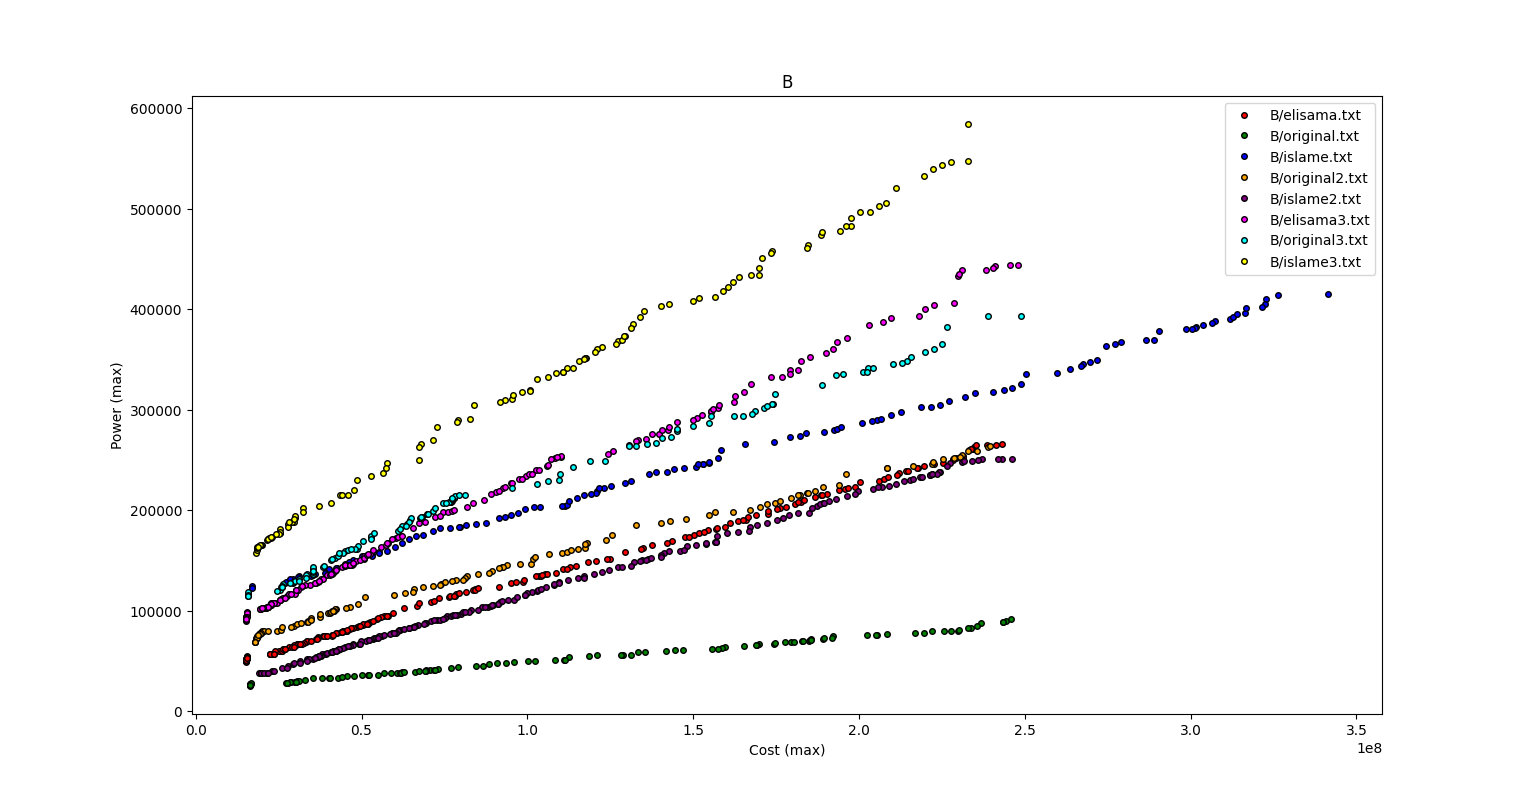 B
600000
500000
400000
300000
200000
100000
0
Power (max)
0.0
0.5
1.0
1.5
2.0
2.5
3.0
3.5
1e8
Cost (max)
B/elisama.txt
B/original.txt
B/islame.txt
B/original2.txt
B/islame2.txt
B/elisama3.txt
B/original3.txt
B/islame3.txt